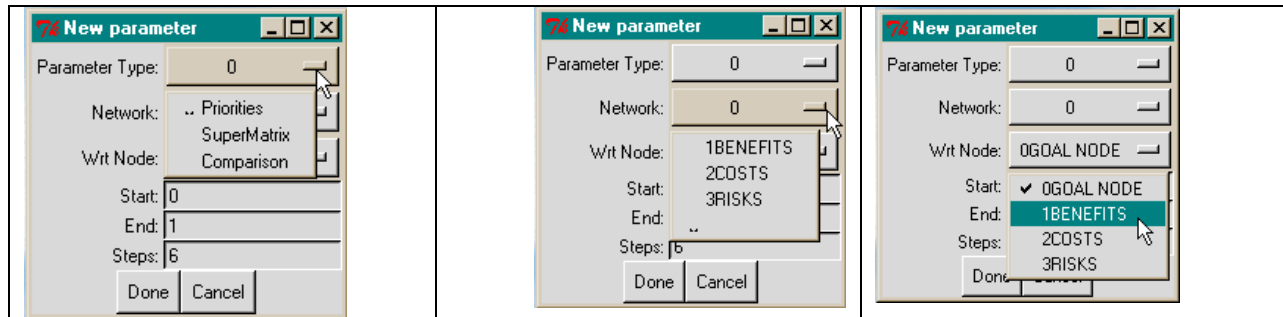 New parameter
Parameter Type: 0
Network:
Priorities
SuperMatrix
Wrt Node:
Comparison
Start: 0
End: 1
Steps: 6
Done Cancel
New parameter
Parameter Type: 0
Network: 0
Wrt Node:
1BENEFITS
2COSTS
Start:
3RISKS
End:
Steps: 6
Done Cancel
New parameter
Parameter Type: 0
Network: 0
Wrt Node: 0GOAL NODE
Start:
0GOAL NODE
End:
1BENEFITS
Steps:
2COSTS
3RISKS
Done